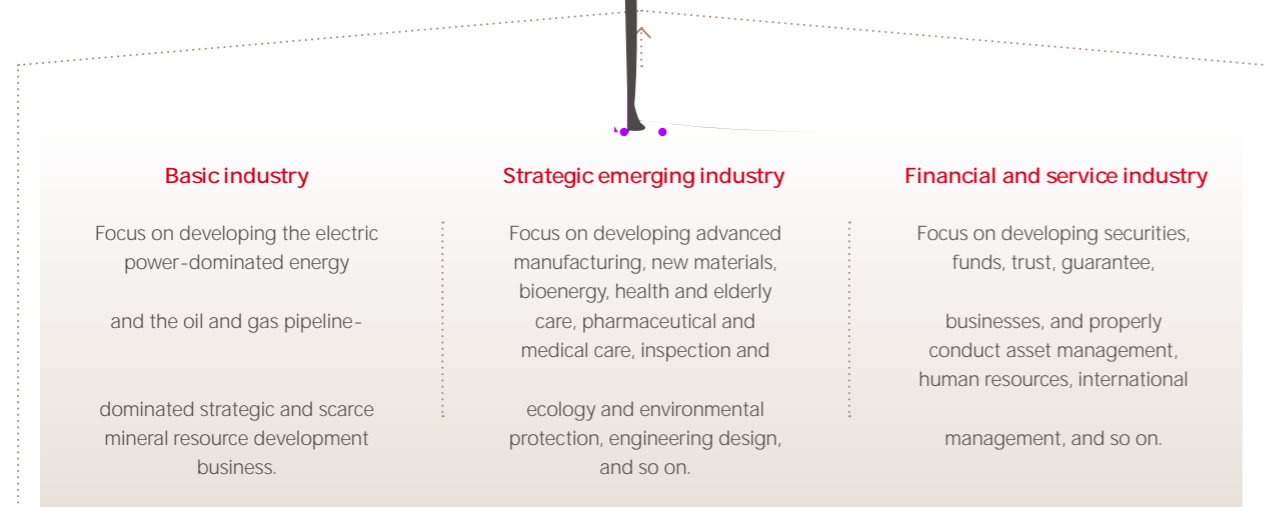 Basic industry
Focus on developing the electric
power-dominated energy
and the oil and gas pipeline-
dominated strategic and scarce
mineral resource development
business.
Strategic emerging industry
Focus on developing advanced
manufacturing, new materials,
bioenergy, health and elderly
care, pharmaceutical and
medical care, inspection and
ecology and environmental
protection, engineering design,
and so on.
Financial and service industry
Focus on developing securities,
funds, trust, guarantee,
businesses, and properly
conduct asset management,
human resources, international
management, and so on.